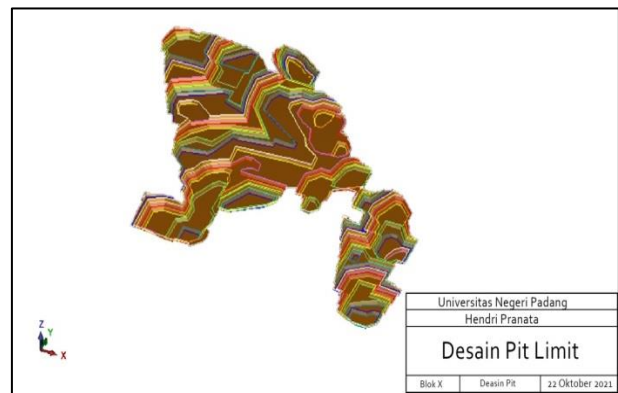 Z
Y
X
Universitas Negeri Padang
Hendri Pranata
Desain Pit Limit
Blok X Deasin Pit 22 Oktober 2021